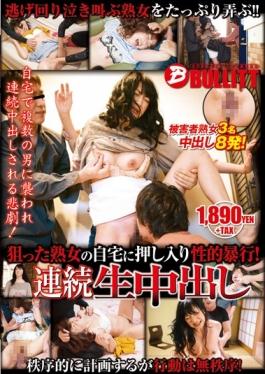 逃げ回り泣き叫ぶ熟女をたっぷり弄ぶ!!
BULLITT
自宅で複数の男に襲われ
連続中出しされる悲劇!
被害者熟女3名
中出し8発!
1,890YEN
+TAX
狙った熟女の自宅に押し入り性的暴行!
連続生中出し
秩序的に計画するが行動は無秩序!